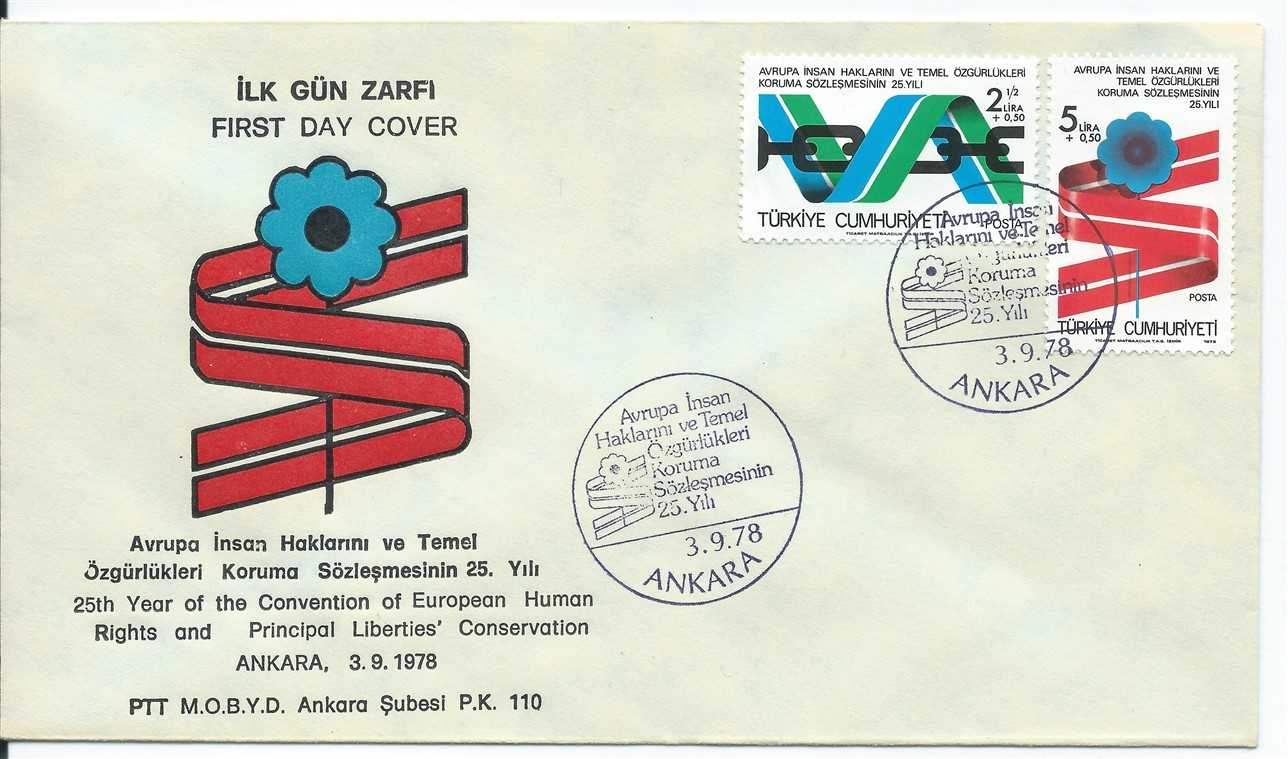 İLK GÜN ZARFI
FIRST DAY COVER
Avrupa İnsan Haklarını ve Temel
Özgürlükleri Koruma Sözleşmesinin 25. Yılı
25th Year of the Convention of European Human
Rights and Principal Liberties' Conservation
ANKARA, 3.9.1978
PTT M.O.B.Y.D. Ankara Şubesi P.K. 110
AVRUPA İNSAN HAKLARINI VE TEMEL ÖZGÜRLÜKLERİ
KORUMA SÖZLEŞMESİNİN 25.YILI
2 1/2
LİRA
+ 0,50
TÜRKİYE CUMHURİYETİ
POSTA
AVRUPA İNSAN HAKLARINI VE
TEMEL ÖZGÜRLÜKLERİ
KORUMA SÖZLEŞMESİNİN
25.YILI
5 LİRA
+ 0,50
POSTA
TÜRKİYE CUMHURİYETİ
TİCARET MATBAACILIK T.A.Ş. İZMİR 1978
Avrupa İnsan
Haklarını ve Temel
Özgürlükleri
Koruma
Sözleşmesinin
25.Yılı
3.9.78
ANKARA
Avrupa İnsan
Haklarını ve Temel
Özgürlükleri
Koruma
Sözleşmesinin
25.Yılı
3.9.78
ANKARA